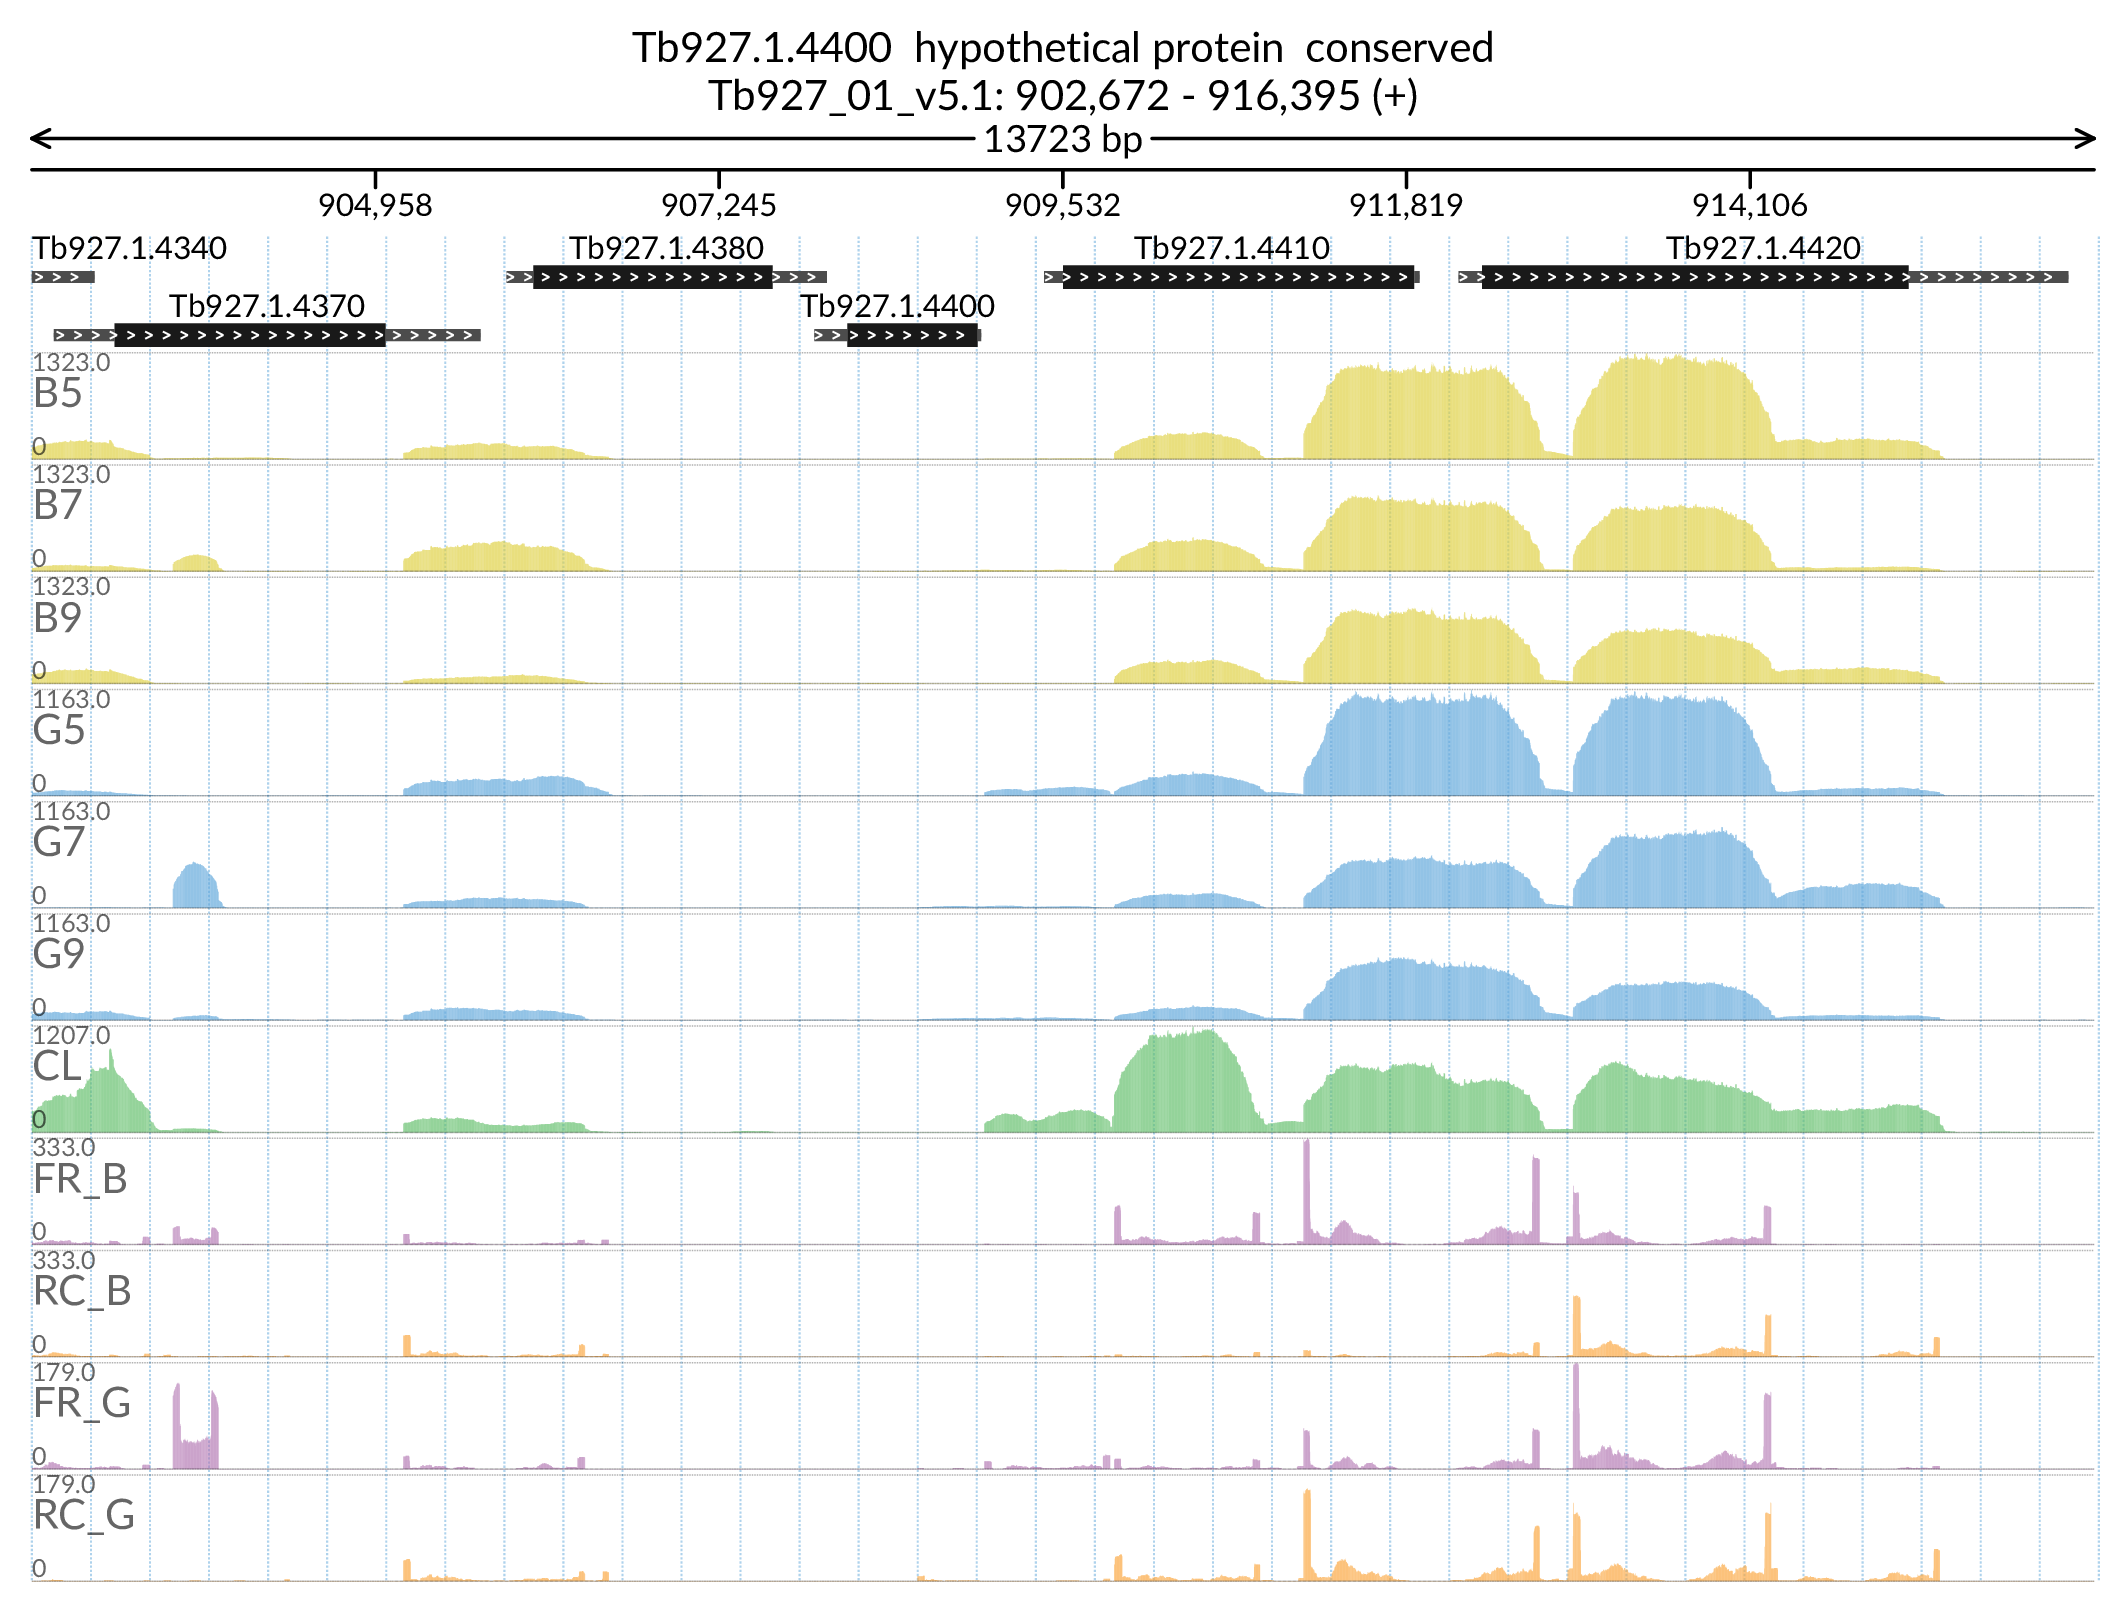 Tb927.1.4400  hypothetical protein  conserved
Tb927_01_v5.1: 902,672 - 916,395 (+)
13723 bp
904,958 907,245 909,532 911,819 914,106
Tb927.1.4340 Tb927.1.4380 Tb927.1.4410 Tb927.1.4420
Tb927.1.4370 Tb927.1.4400
1323.0
B5
0
1323.0
B7
0
1323.0
B9
0
1163.0
G5
0
1163.0
G7
0
1163.0
G9
0
1207.0
CL
0
333.0
FR_B
0
333.0
RC_B
0
179.0
FR_G
0
179.0
RC_G
0